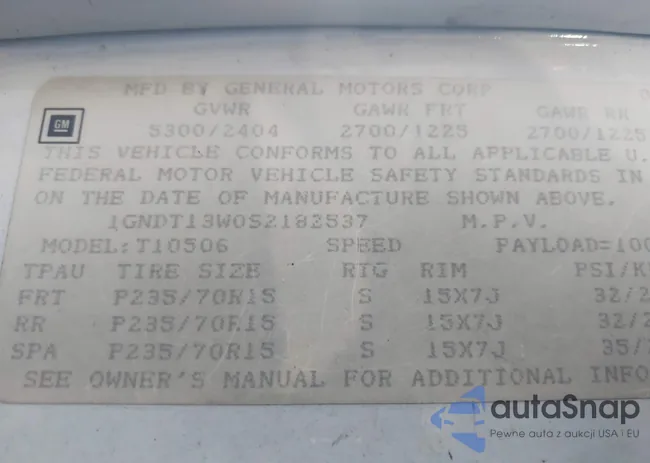 MFD BY GENERAL MOTORS CORP
GM
GVWR GAWR FRT GAWR RR
5300/2404 2700/1225 2700/1225
THIS VEHICLE CONFORMS TO ALL APPLICABLE U.
FEDERAL MOTOR VEHICLE SAFETY STANDARDS IN
ON THE DATE OF MANUFACTURE SHOWN ABOVE.
1GNDT13W0S2182537 M.P.V.
MODEL:T10506 SPEED PAYLOAD=100
TPAU TIRE SIZE RTG RIM PSI/K
FRT P235/70R15 S 15X7J 32/2
RR P235/70R15 S 15X7J 32/2
SPA P235/70R15 S 15X7J 35/
SEE OWNER'S MANUAL FOR ADDITIONAL INFO
autoSnap
Pewne auta z aukcji USA i EU